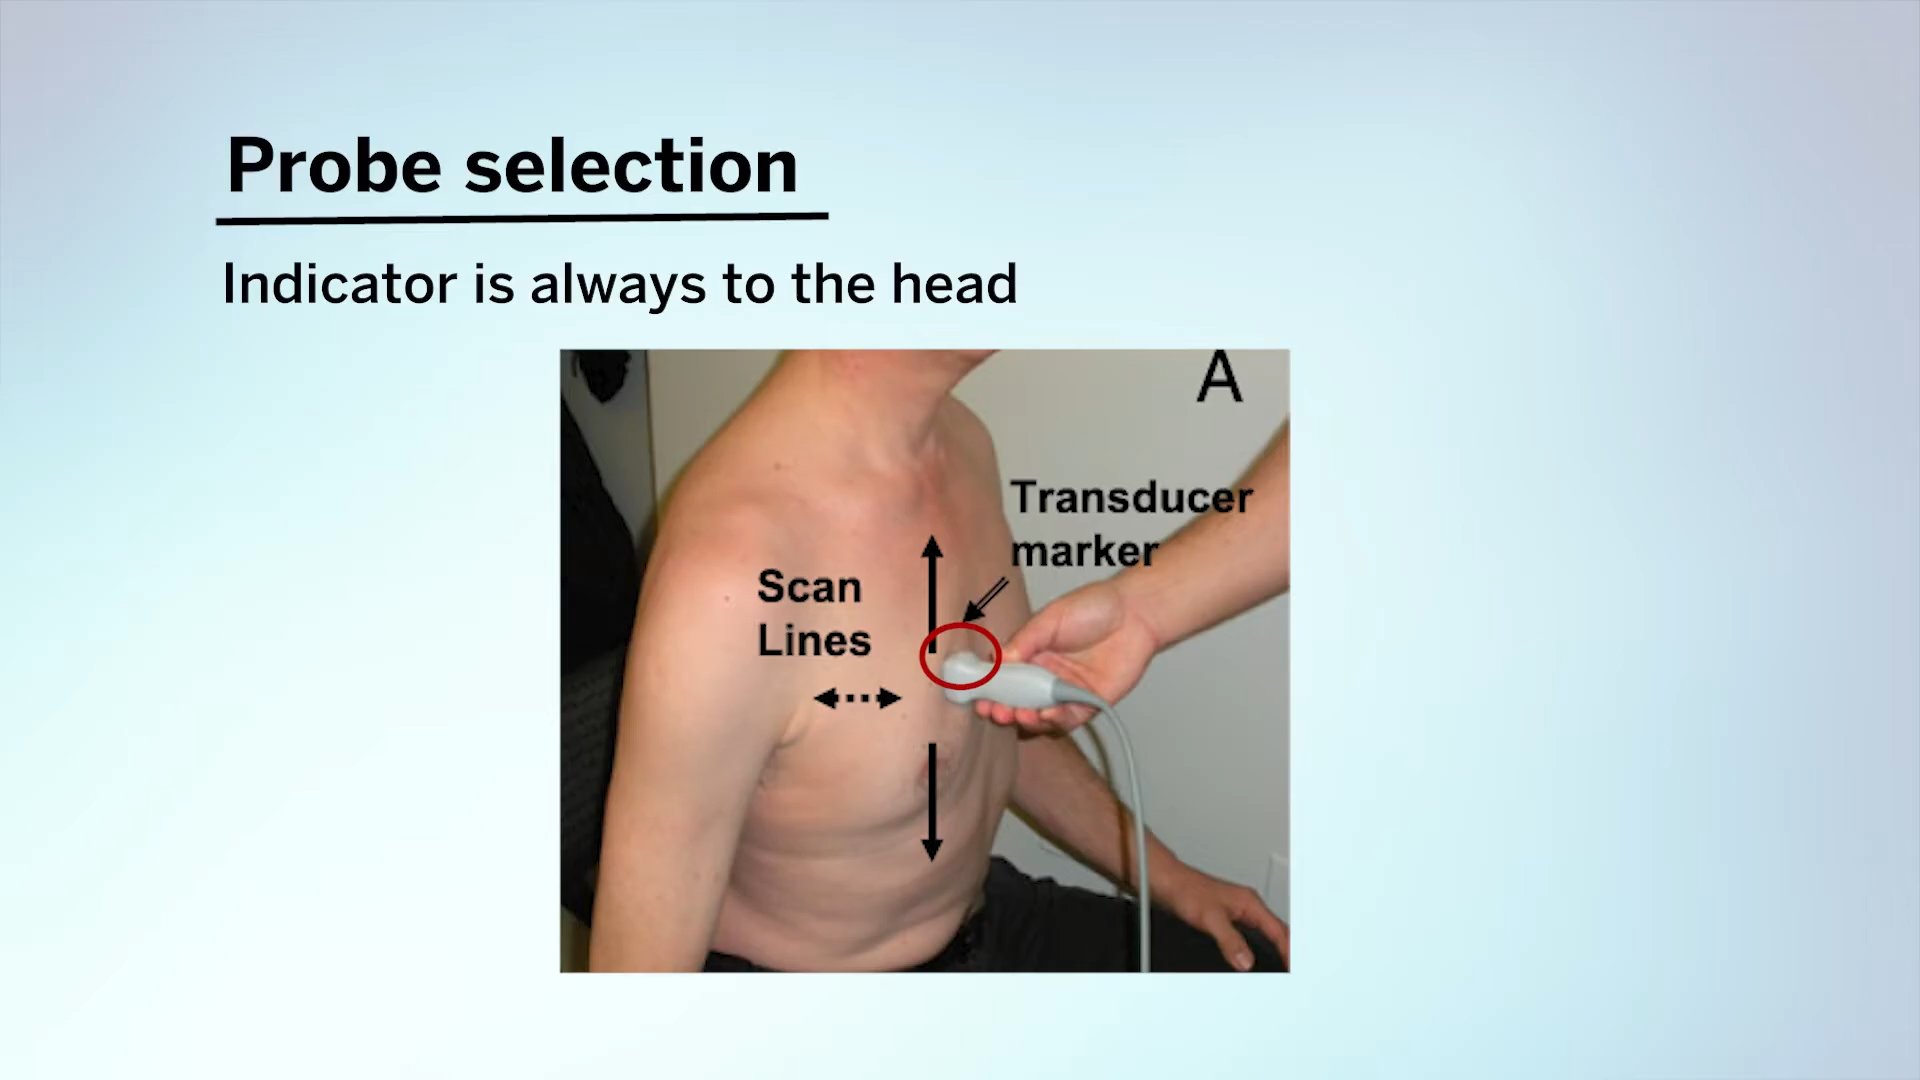 Probe selection
Indicator is always to the head
A
Transducer
marker
Scan
Lines